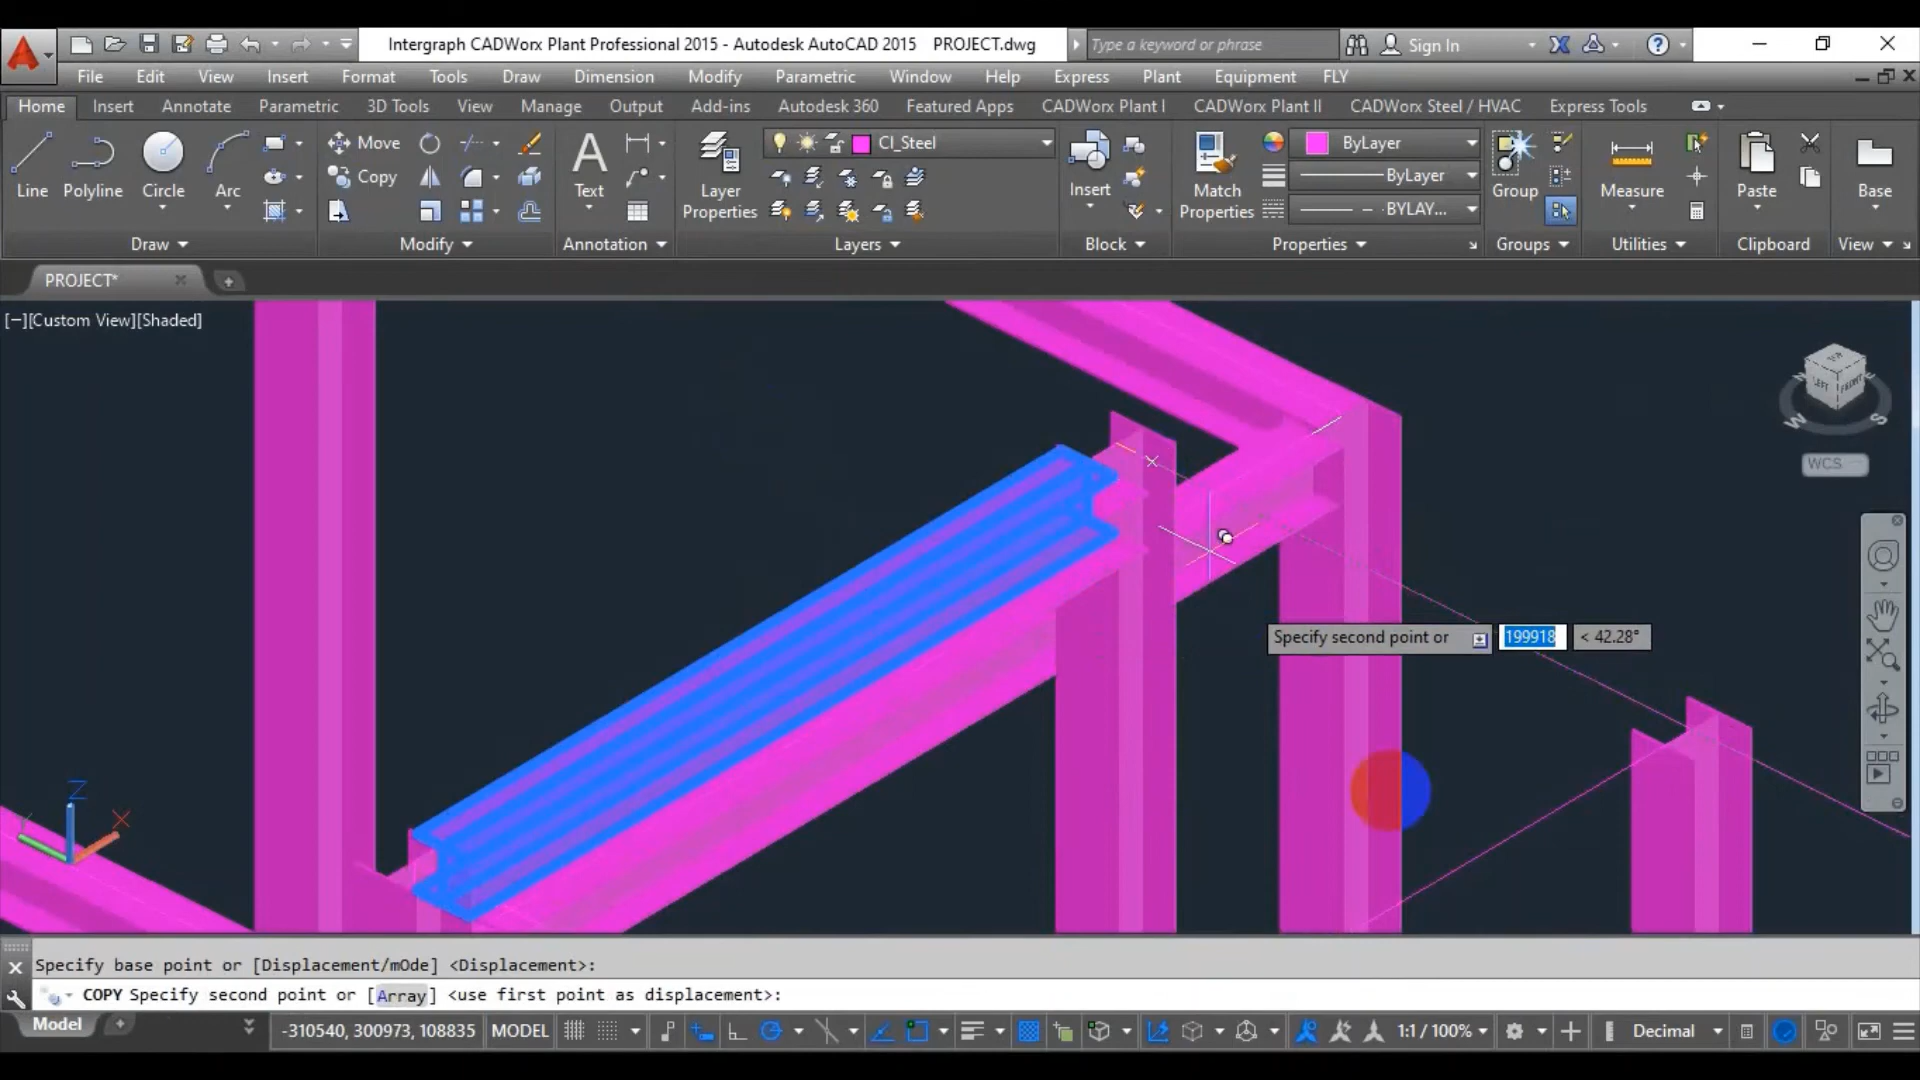 Intergraph CADWorx Plant Professional 2015 - Autodesk AutoCAD 2015 PROJECT.dwg
Type a keyword or phrase
Sign In
File Edit View Insert Format Tools Draw Dimension Modify Parametric Window Help Express Plant Equipment FLY
Home Insert Annotate Parametric 3D Tools View Manage Output Add-ins Autodesk 360 Featured Apps CADWorx Plant I CADWorx Plant II CADWorx Steel / HVAC Express Tools
Line Polyline Circle Arc
Move
Copy
Text
Layer Properties
CI_Steel
Insert
Match Properties
ByLayer
ByLayer
BYLAY...
Group
Measure
Paste
Base
Draw Modify Annotation Layers Block Properties Groups Utilities Clipboard View
PROJECT*
[−][Custom View][Shaded]
TOP
LEFT
FRONT
N
E
W
S
WCS
Specify second point or 199918 < 42.28°
Z
X
Y
Specify base point or [Displacement/mOde] <Displacement>:
COPY Specify second point or [Array] <use first point as displacement>:
Model
-310540, 300973, 108835 MODEL 1:1 / 100% Decimal